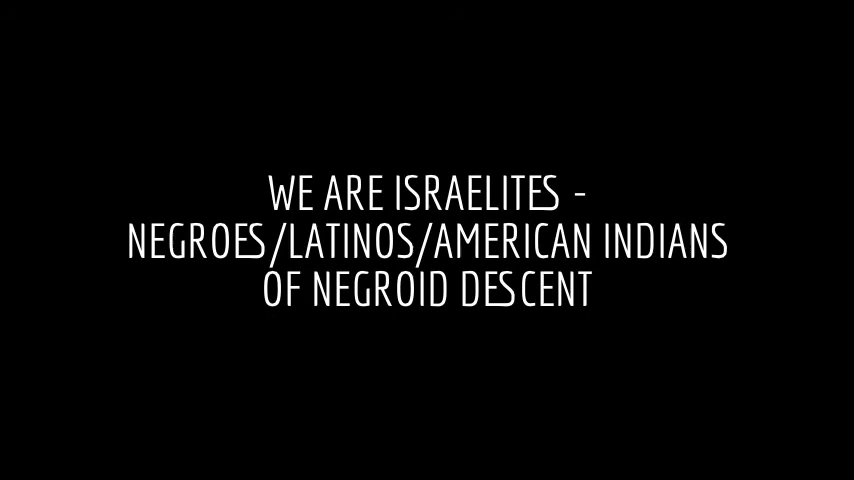 WE ARE ISRAELITES -
NEGROES/LATINOS/AMERICAN INDIANS
OF NEGROID DESCENT